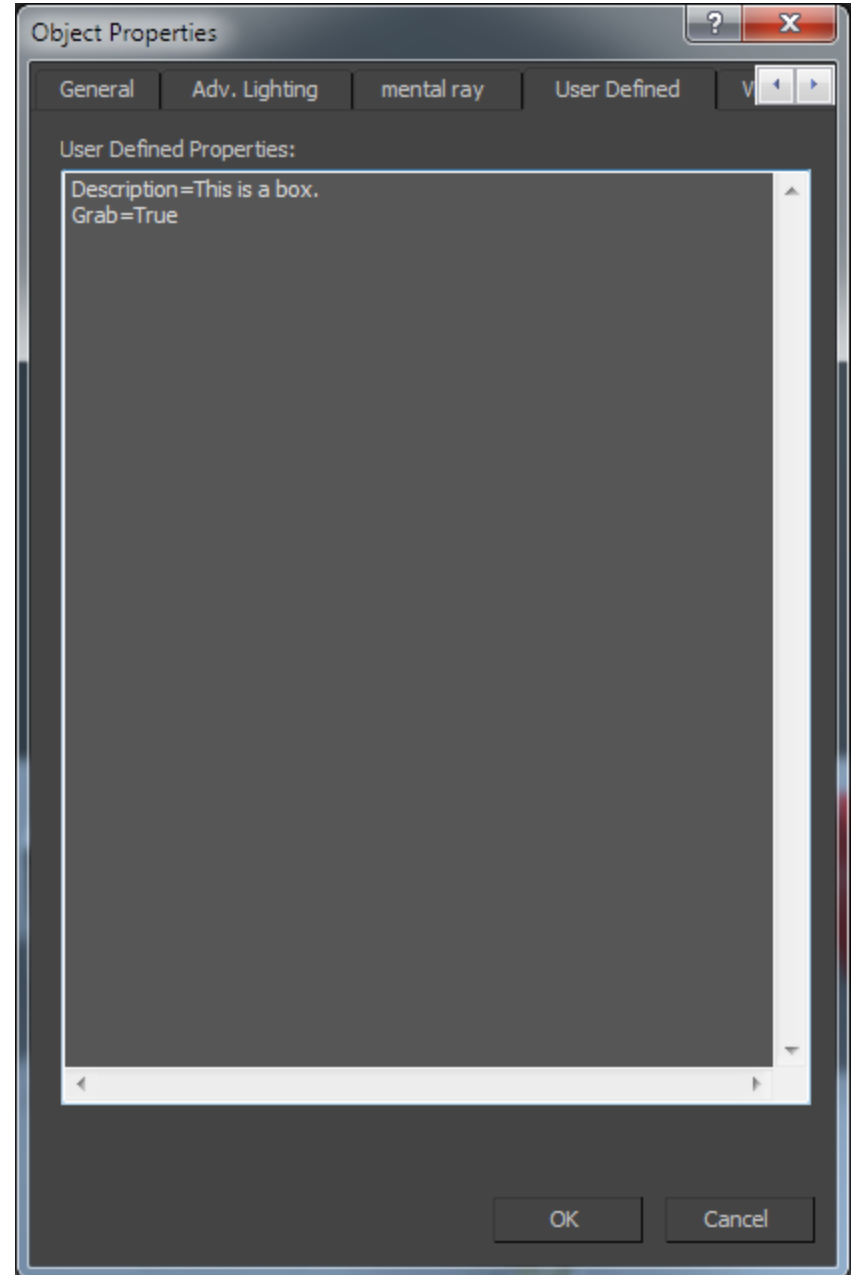 Object Properties
?
X
General
Adv. Lighting
mental ray
User Defined
User Defined Properties:
Description=This is a box.
Grab=True
OK
Cancel